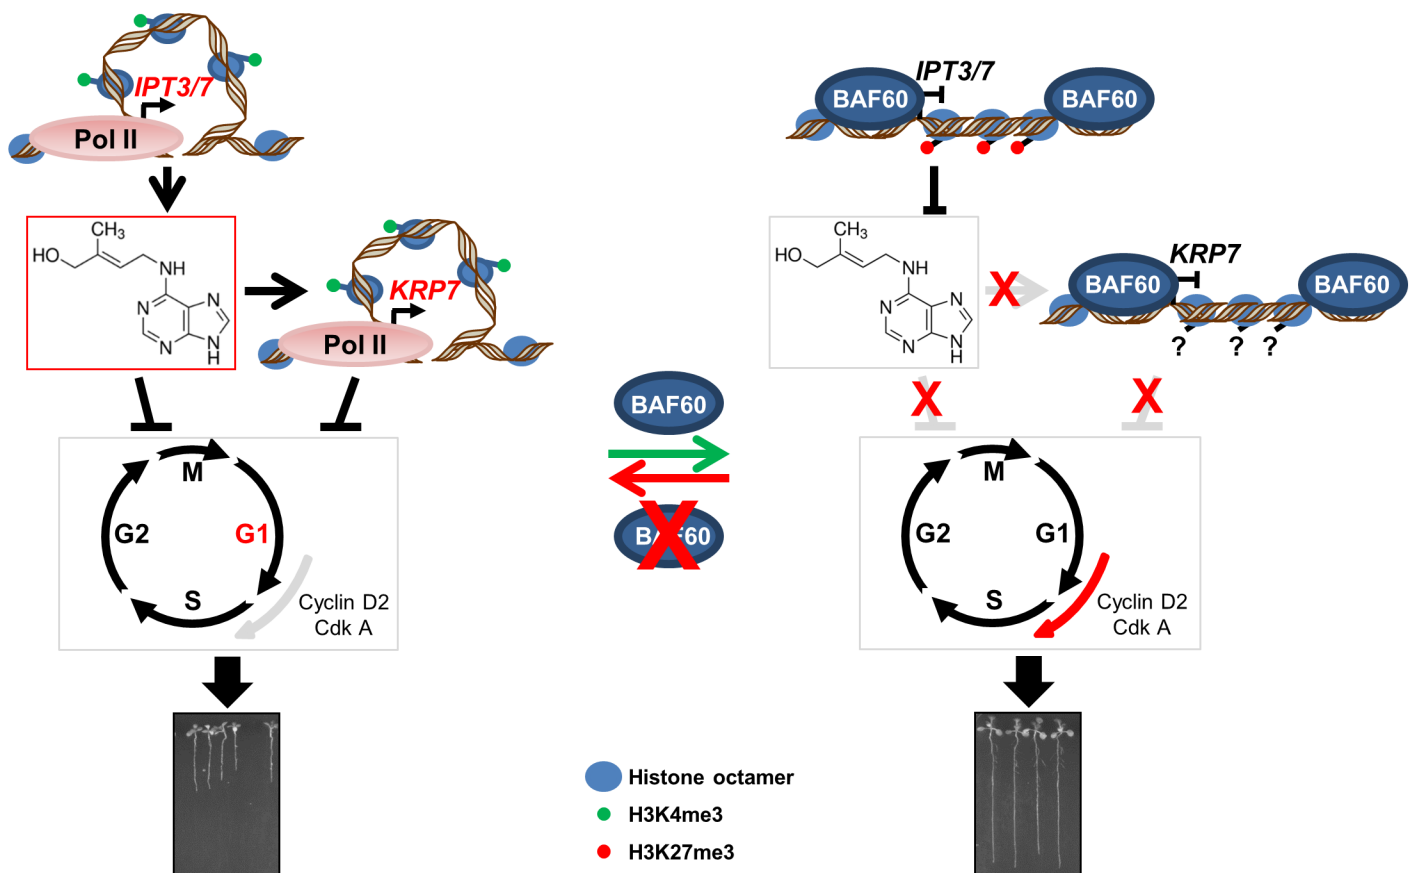 IPT3/7
Pol II
CH3
HO
NH
N
N
N
N
H
KRP7
Pol II
M
G2
G1
S
Cyclin D2
Cdk A
BAF60
BAF60
IPT3/7
BAF60
BAF60
CH3
HO
NH
N
N
N
N
H
X
KRP7
BAF60
BAF60
? ? ?
X
X
M
G2
G1
S
Cyclin D2
Cdk A
Histone octamer
H3K4me3
H3K27me3